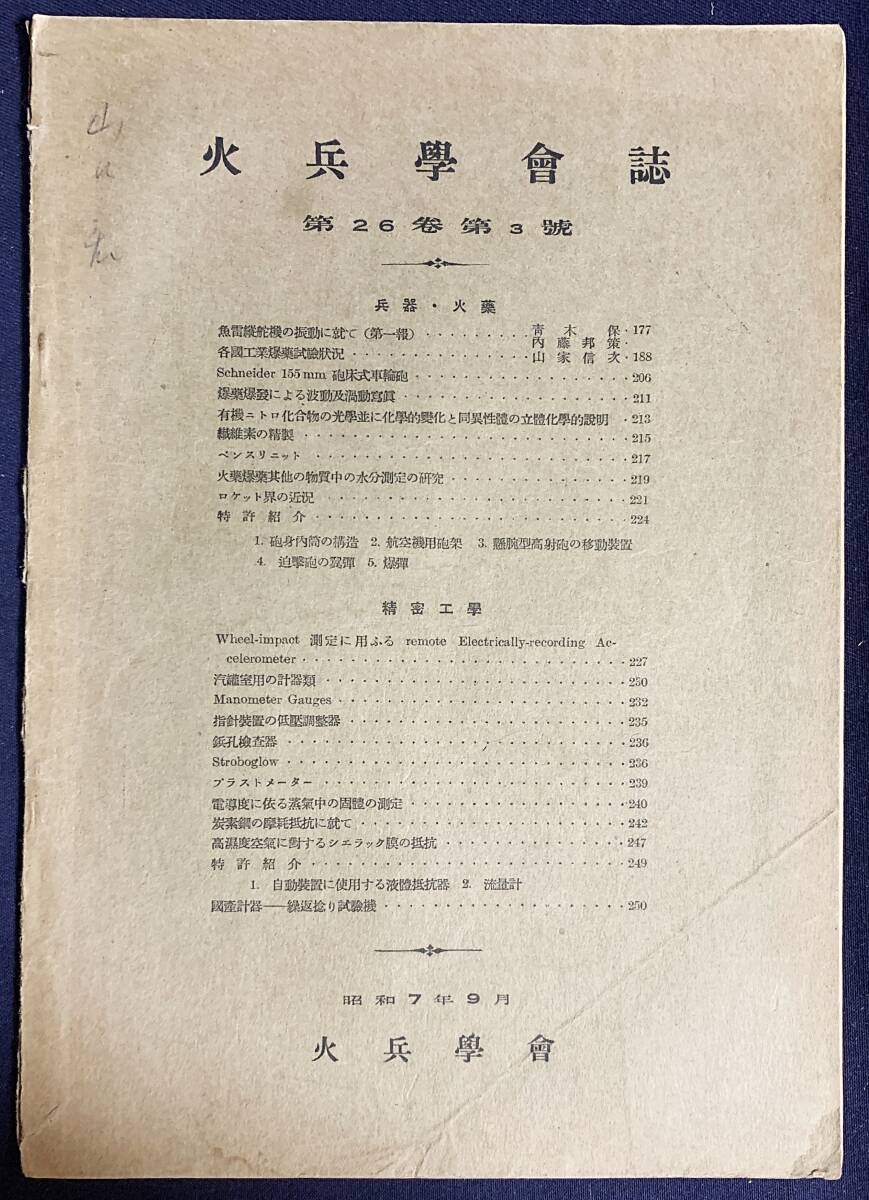 火兵學會誌
第26卷第3號
兵器・火藥
魚雷縱舵機の振動に就て(第一報)・・・・・・・靑木保・177
內藤邦策・
各國工業爆藥試驗狀況・・・・・・・・・・・・山家信次・188
Schneider 155mm 砲床式車輪砲・・・・・・・・・・・・・・・206
爆藥爆發による波動及渦動寫眞・・・・・・・・・・・・・・・211
有機ニトロ化合物の光學並に化學的變化と同異性體の立體化學的說明・213
纖維素の精製・・・・・・・・・・・・・・・・・・・・・・215
ペンスリニット・・・・・・・・・・・・・・・・・・・・・217
火藥爆藥其他の物質中の水分測定の硏究・・・・・・・・・・・219
ロケット界の近況・・・・・・・・・・・・・・・・・・・・221
特許紹介・・・・・・・・・・・・・・・・・・・・・・・・224
1. 砲身內筒の構造 2. 航空機用砲架 3. 懸腕型高射砲の移動裝置
4. 迫擊砲の翼彈 5. 爆彈
精密工學
Wheel-impact 測定に用ふる remote Electrically-recording Ac-
celerometer・・・・・・・・・・・・・・・・・・・・・・227
汽罐室用の計器類・・・・・・・・・・・・・・・・・・・・230
Manometer Gauges・・・・・・・・・・・・・・・・・・・・232
指針裝置の低壓調整器・・・・・・・・・・・・・・・・・・235
鋲孔檢査器・・・・・・・・・・・・・・・・・・・・・・・236
Stroboglow・・・・・・・・・・・・・・・・・・・・・・・236
プラストメーター・・・・・・・・・・・・・・・・・・・・239
電導度に依る蒸氣中の固體の測定・・・・・・・・・・・・・240
炭素鋼の摩耗抵抗に就て・・・・・・・・・・・・・・・・・242
高濕度空氣に對するシエラック膜の抵抗・・・・・・・・・・・247
特許紹介・・・・・・・・・・・・・・・・・・・・・・・・249
1. 自動裝置に使用する液體抵抗器 2. 流量計
國產計器——繰返捻り試驗機・・・・・・・・・・・・・・・・250
昭和7年9月
火兵學會